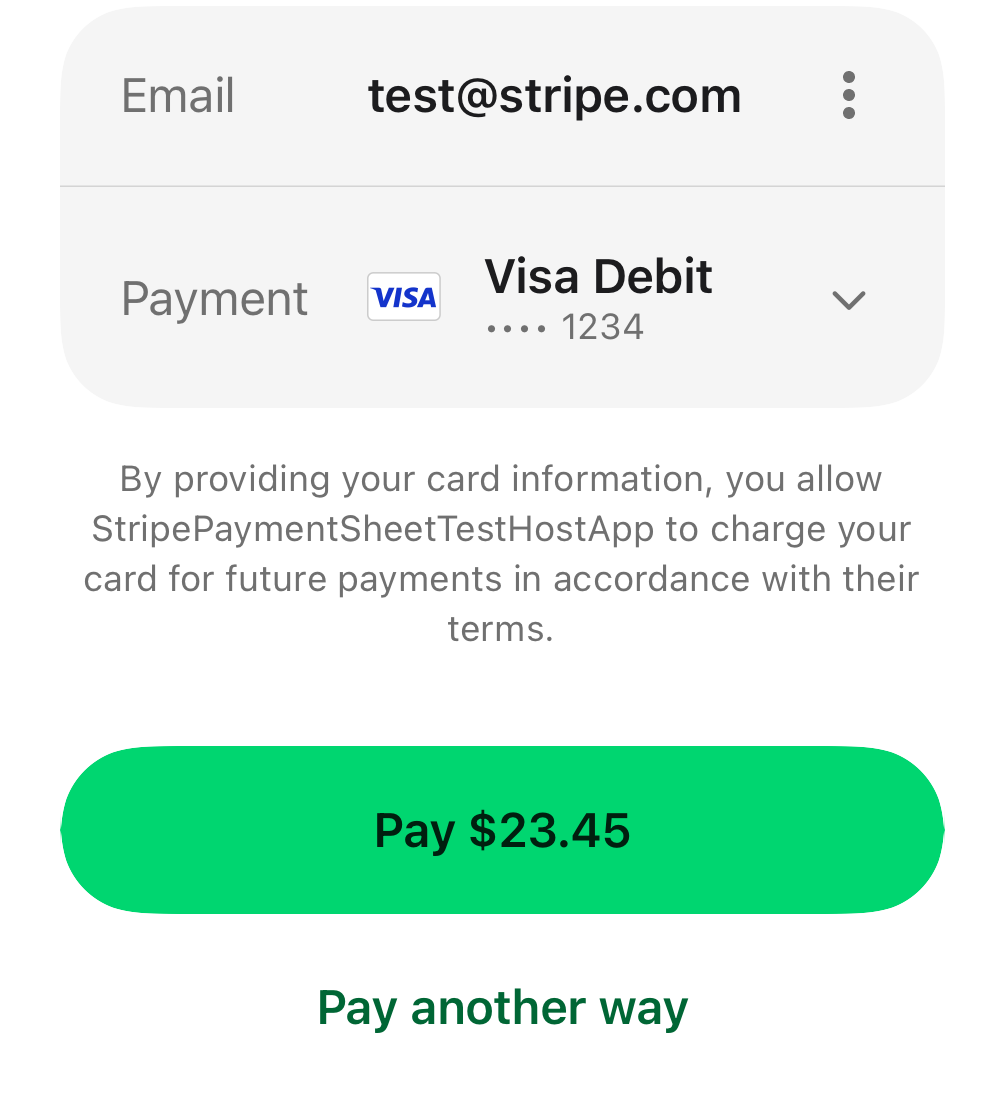 Email test@stripe.com
Payment VISA Visa Debit
•••• 1234
By providing your card information, you allow
StripePaymentSheetTestHostApp to charge your
card for future payments in accordance with their
terms.
Pay $23.45
Pay another way